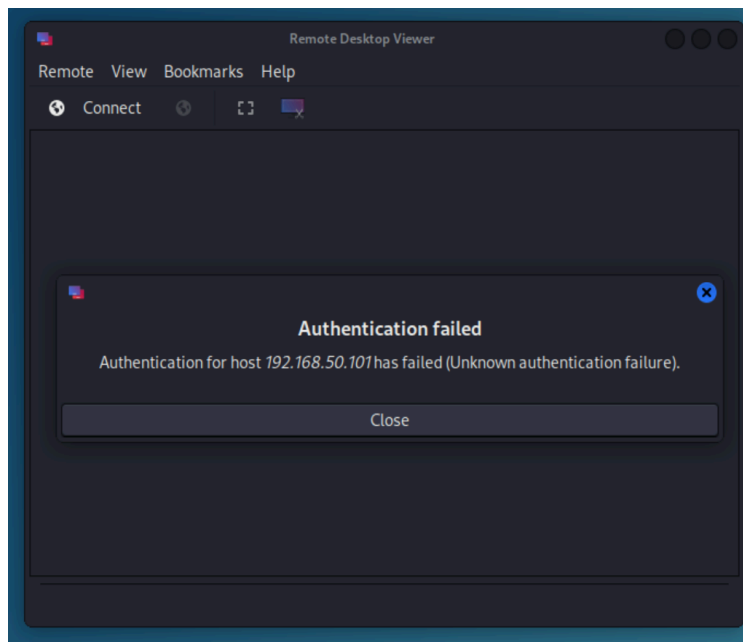 Remote Desktop Viewer
Remote View Bookmarks Help
Connect
Authentication failed
Authentication for host 192.168.50.101 has failed (Unknown authentication failure).
Close